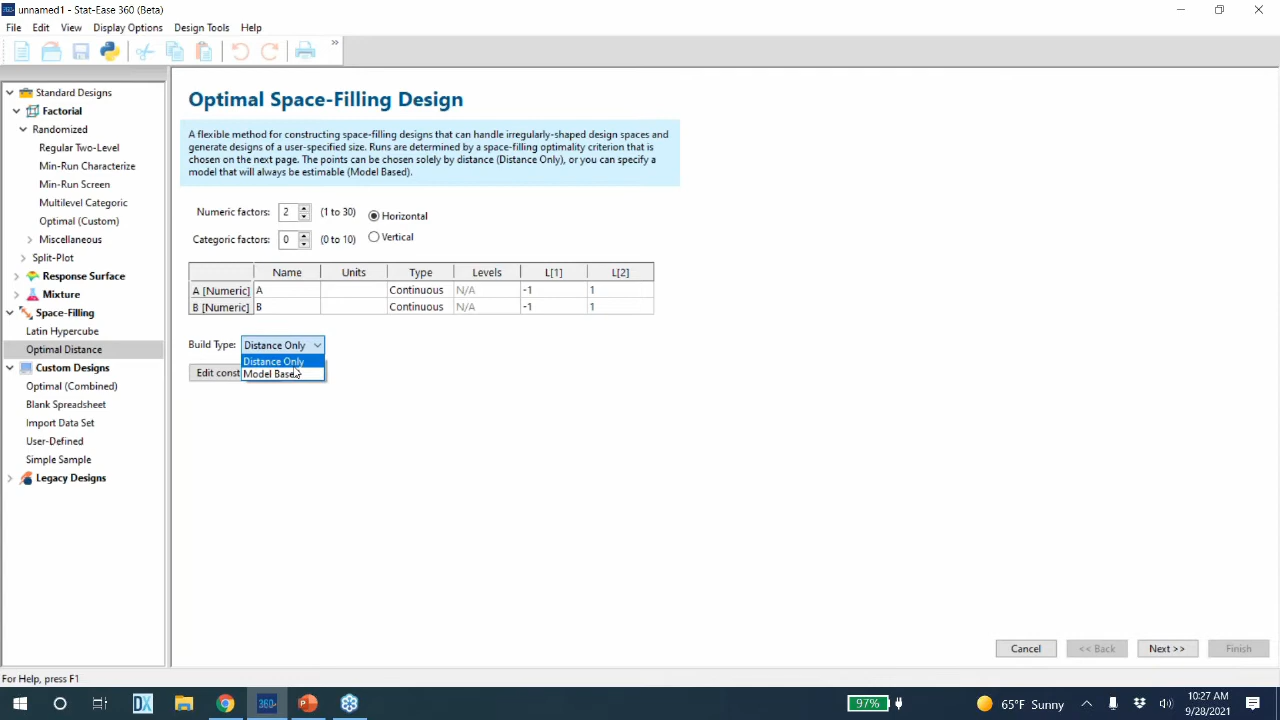 unnamed1 - Stat-Ease 360 (Beta)
File Edit View Display Options Design Tools Help
Standard Designs
Factorial
Randomized
Regular Two-Level
Min-Run Characterize
Min-Run Screen
Multilevel Categoric
Optimal (Custom)
Miscellaneous
Split-Plot
Response Surface
Mixture
Space-Filling
Latin Hypercube
Optimal Distance
Custom Designs
Optimal (Combined)
Blank Spreadsheet
Import Data Set
User-Defined
Simple Sample
Legacy Designs
Optimal Space-Filling Design
A flexible method for constructing space-filling designs that can handle irregularly-shaped design spaces and
generate designs of a user-specified size. Runs are determined by a space-filling optimality criterion that is
chosen on the next page. The points can be chosen solely by distance (Distance Only), or you can specify a
model that will always be estimable (Model Based).
Numeric factors: 2 (1 to 30) Horizontal
Categoric factors: 0 (0 to 10) Vertical
Name Units Type Levels L[1] L[2]
A [Numeric] A Continuous N/A -1 1
B [Numeric] B Continuous N/A -1 1
Build Type: Distance Only
Distance Only
Model Based
Edit const
Cancel << Back Next >> Finish
For Help, press F1
DX 360 97% 65°F Sunny 10:27 AM
9/28/2021